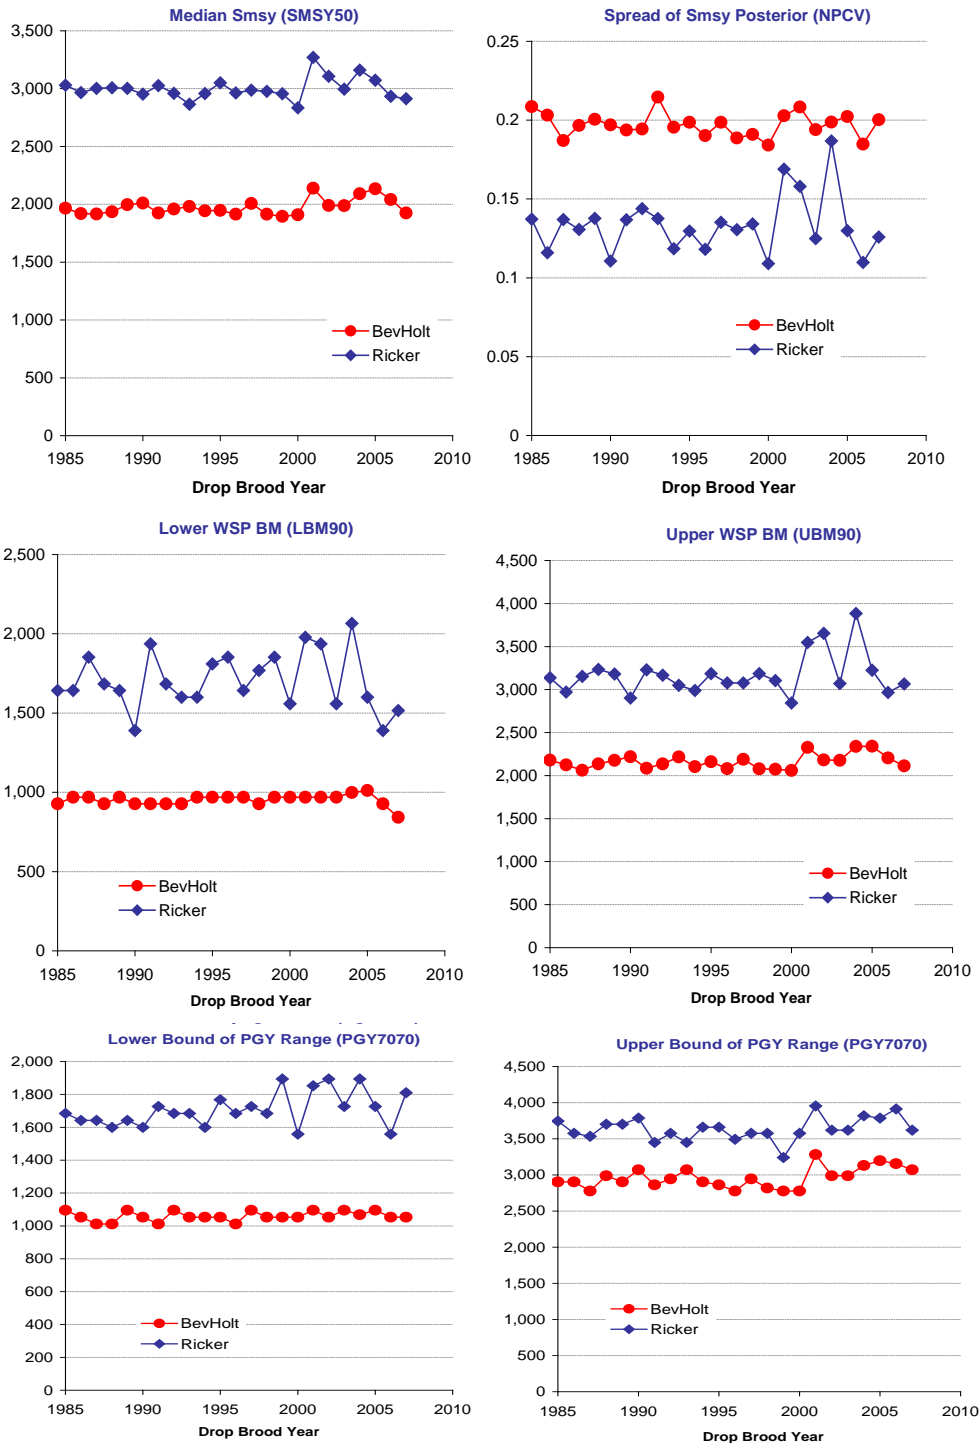 Median Smsy (SMSY50)
3,500
3,000
2,500
2,000
1,500
1,000
500
0
BevHolt
Ricker
1985 1990 1995 2000 2005 2010
Drop Brood Year
Spread of Smsy Posterior (NPCV)
0.25
0.2
0.15
0.1
0.05
0
BevHolt
Ricker
1985 1990 1995 2000 2005 2010
Drop Brood Year
Lower WSP BM (LBM90)
2,500
2,000
1,500
1,000
500
0
BevHolt
Ricker
1985 1990 1995 2000 2005 2010
Drop Brood Year
Upper WSP BM (UBM90)
4,500
4,000
3,500
3,000
2,500
2,000
1,500
1,000
500
0
BevHolt
Ricker
1985 1990 1995 2000 2005 2010
Drop Brood Year
Lower Bound of PGY Range (PGY7070)
2,000
1,800
1,600
1,400
1,200
1,000
800
600
400
200
0
BevHolt
Ricker
1985 1990 1995 2000 2005 2010
Drop Brood Year
Upper Bound of PGY Range (PGY7070)
4,500
4,000
3,500
3,000
2,500
2,000
1,500
1,000
500
0
BevHolt
Ricker
1985 1990 1995 2000 2005 2010
Drop Brood Year